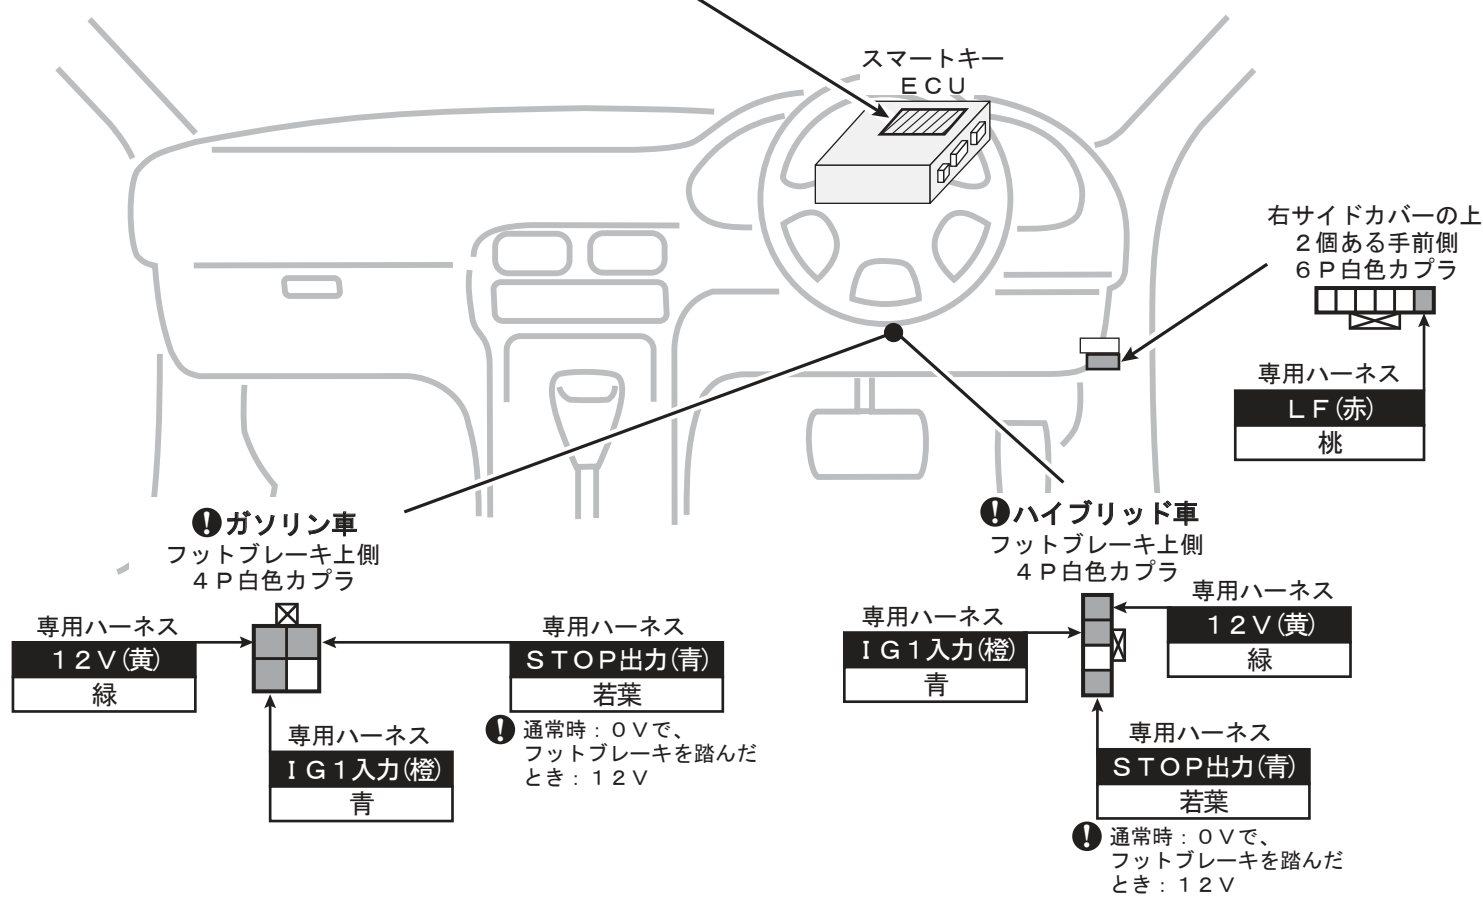 スマートキー
ＥＣＵ
右サイドカバーの上
２個ある手前側
６Ｐ白色カプラ
専用ハーネス
ＬＦ(赤)
桃
ガソリン車
フットブレーキ上側
４Ｐ白色カプラ
専用ハーネス
１２Ｖ(黄)
緑
専用ハーネス
ＳＴＯＰ出力(青)
若葉
通常時：０Ｖで、
フットブレーキを踏んだ
とき：１２Ｖ
専用ハーネス
ＩＧ１入力(橙)
青
ハイブリッド車
フットブレーキ上側
４Ｐ白色カプラ
専用ハーネス
ＩＧ１入力(橙)
青
専用ハーネス
１２Ｖ(黄)
緑
専用ハーネス
ＳＴＯＰ出力(青)
若葉
通常時：０Ｖで、
フットブレーキを踏んだ
とき：１２Ｖ